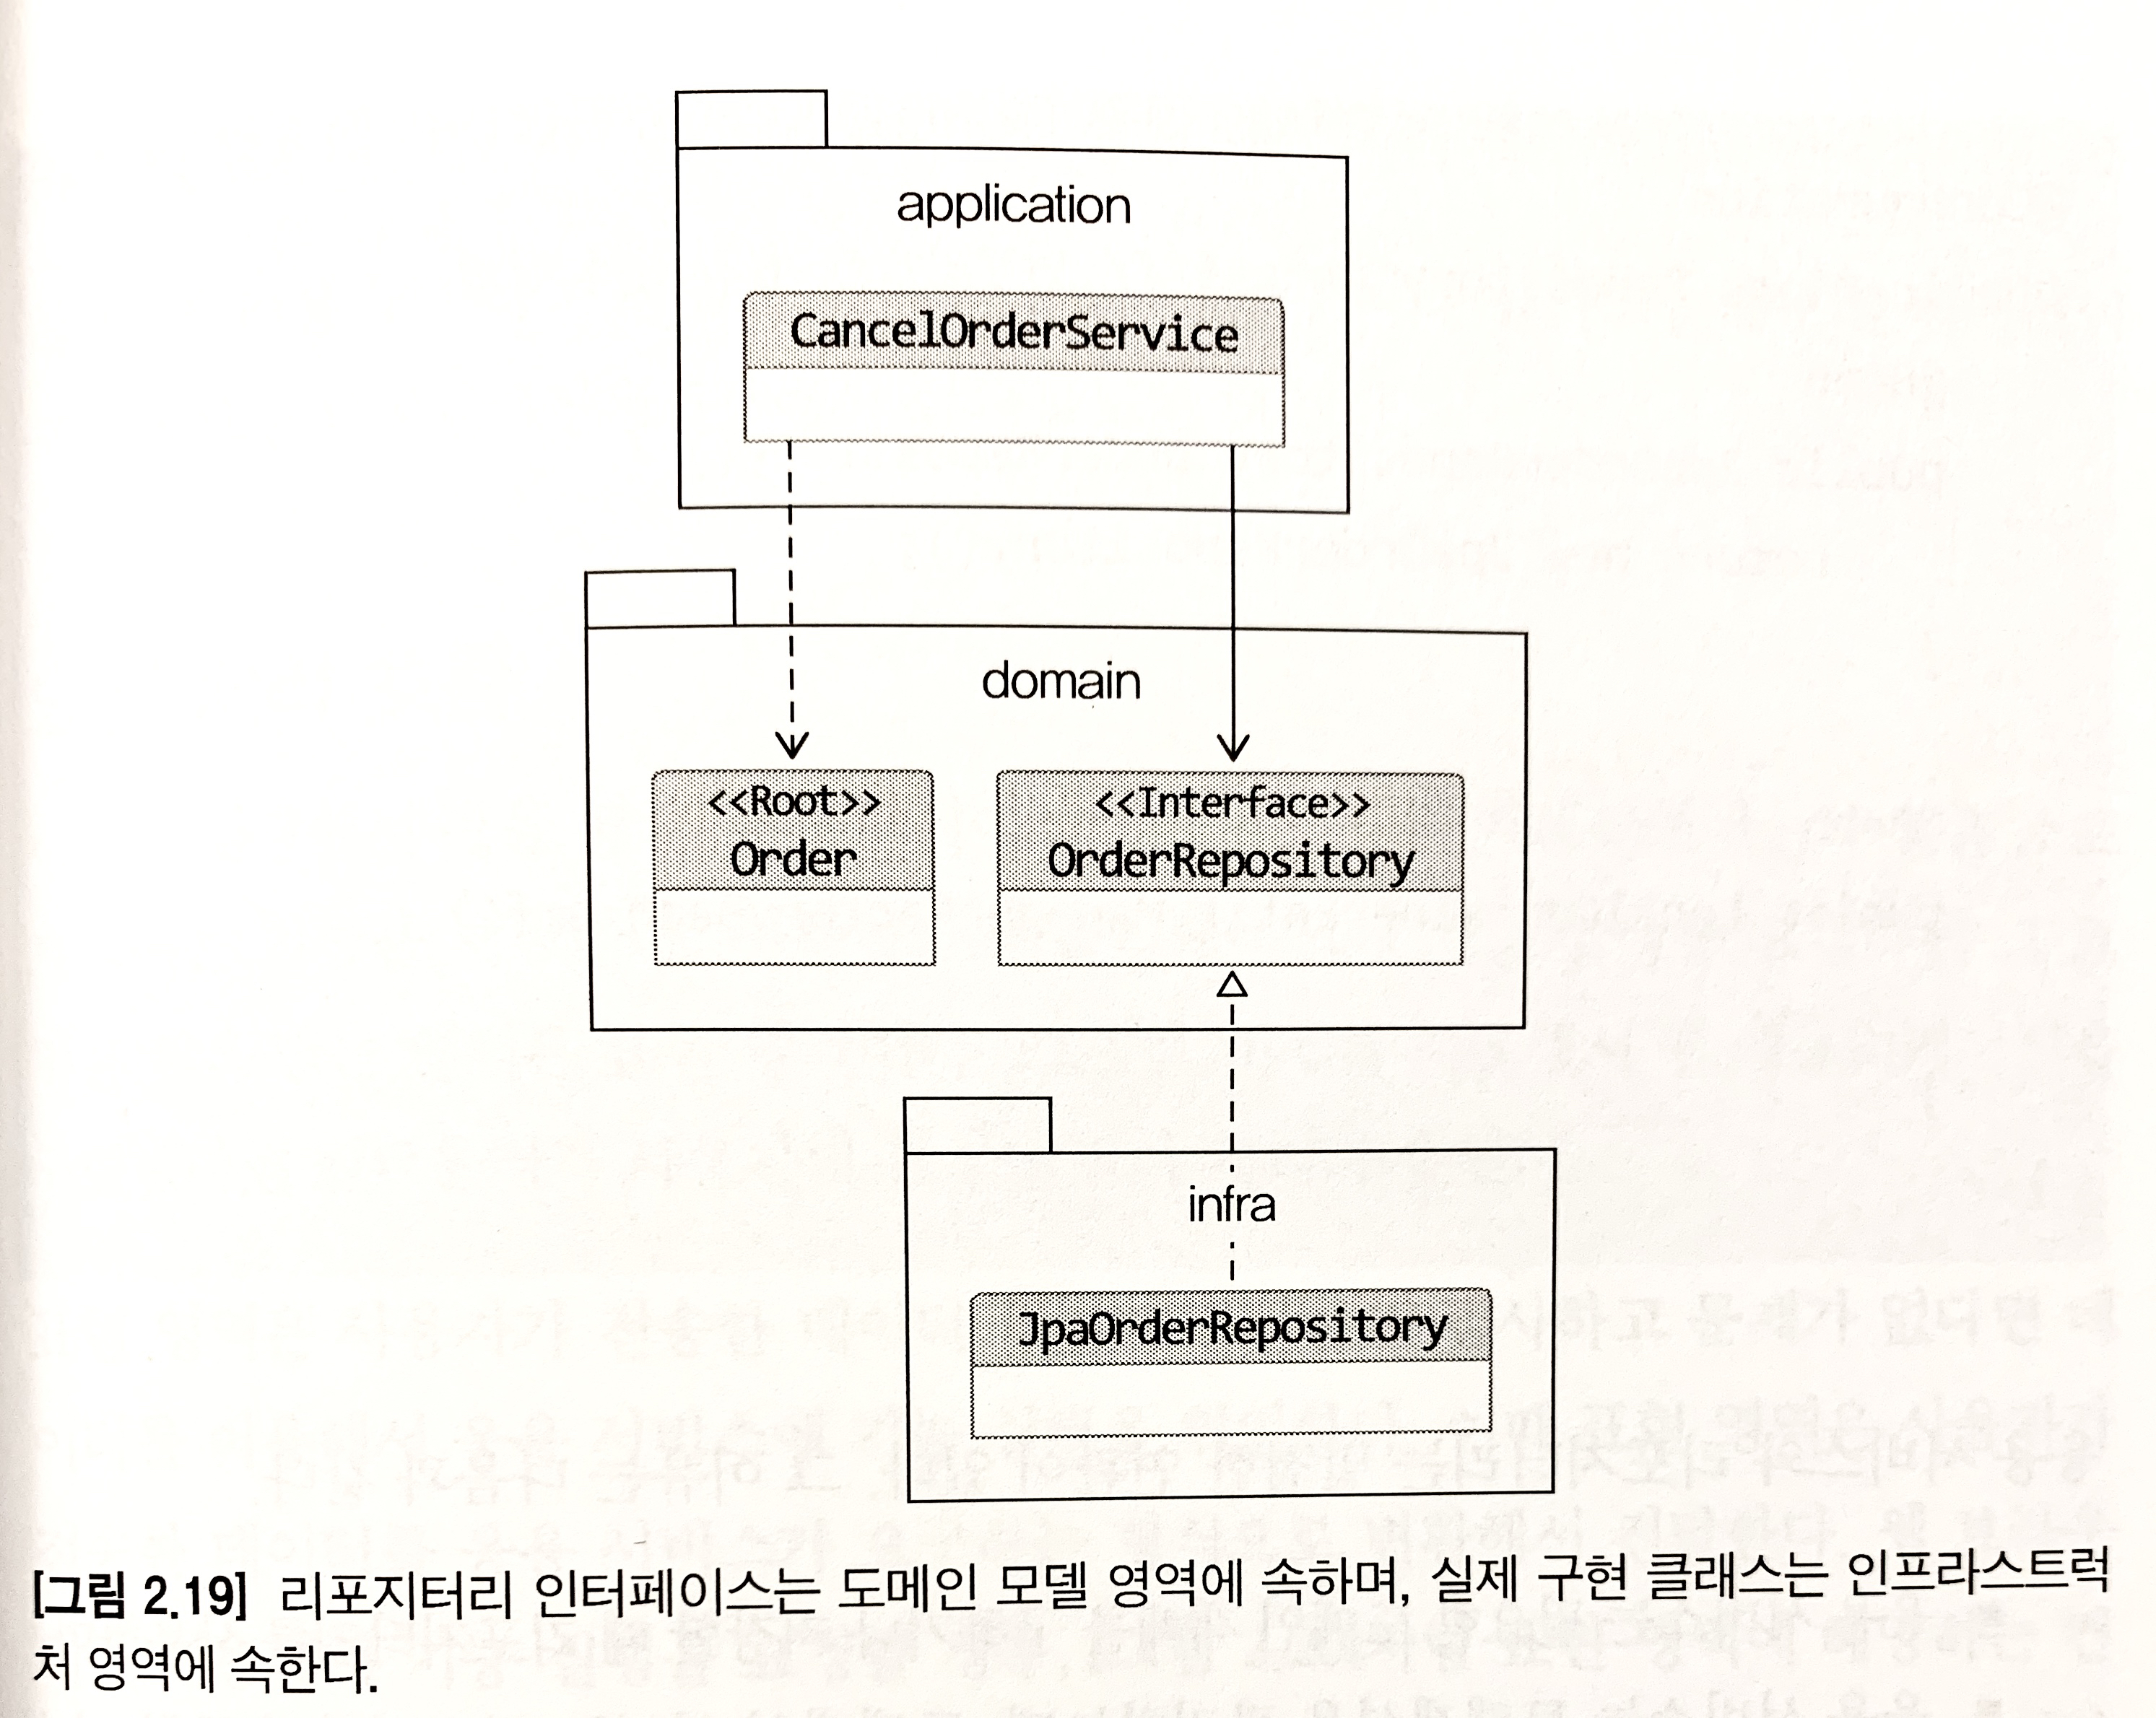 application
CancelOrderService
domain
<<Root>>
Order
<<Interface>>
OrderRepository
infra
JpaOrderRepository
[그림 2.19] 리포지터리 인터페이스는 도메인 모델 영역에 속하며, 실제 구현 클래스는 인프라스트럭
처 영역에 속한다.